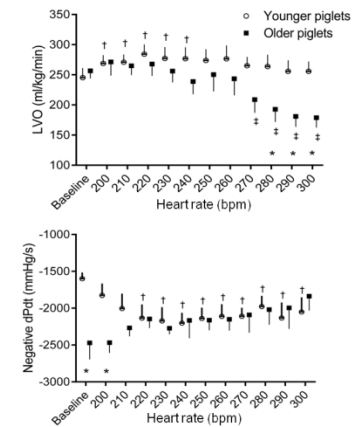 Younger piglets
Older piglets
LVO (ml/kg/min)
350
300
250
200
150
100
† † † † †
‡ ‡ ‡ ‡
* * *
Baseline 200 210 220 230 240 250 260 270 280 290 300
Heart rate (bpm)
Negative dPdt (mmHg/s)
-1000
-1500
-2000
-2500
-3000
† † † † † † † † †
* *
Baseline 200 210 220 230 240 250 260 270 280 290 300
Heart rate (bpm)